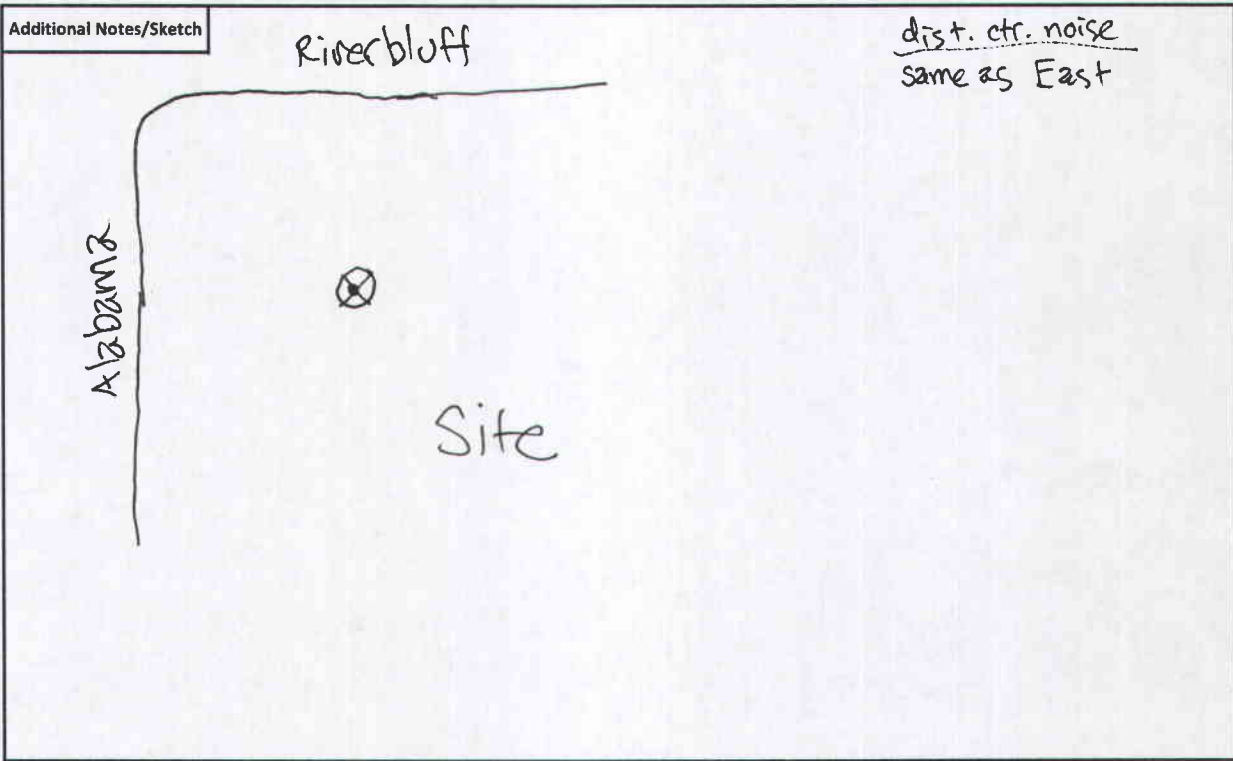 Additional Notes/Sketch
Riverbluff
dist. ctr. noise
same as East
Alabama
Site